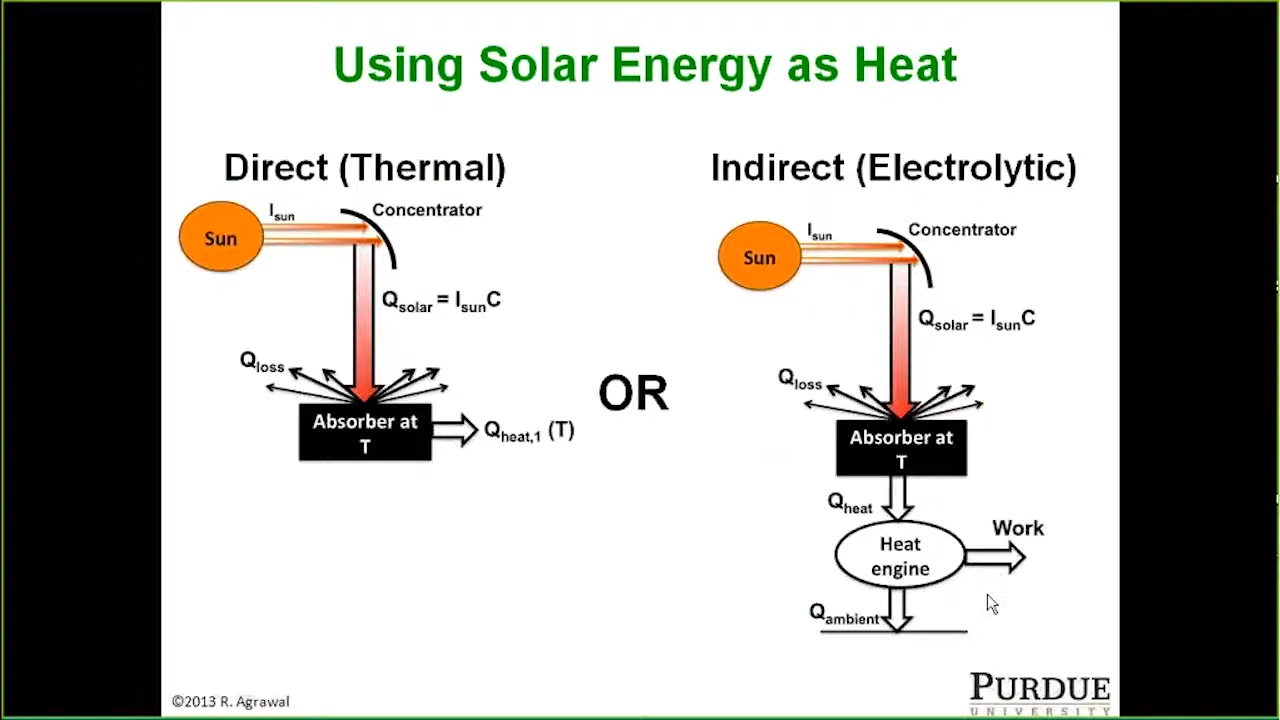 Using Solar Energy as Heat
Direct (Thermal)
Sun
Isun
Concentrator
Qsolar = IsunC
Qloss
Absorber at
T
Qheat,1 (T)
OR
Indirect (Electrolytic)
Sun
Isun
Concentrator
Qsolar = IsunC
Qloss
Absorber at
T
Qheat
Heat
engine
Work
Qambient
©2013 R. Agrawal
PURDUE
UNIVERSITY